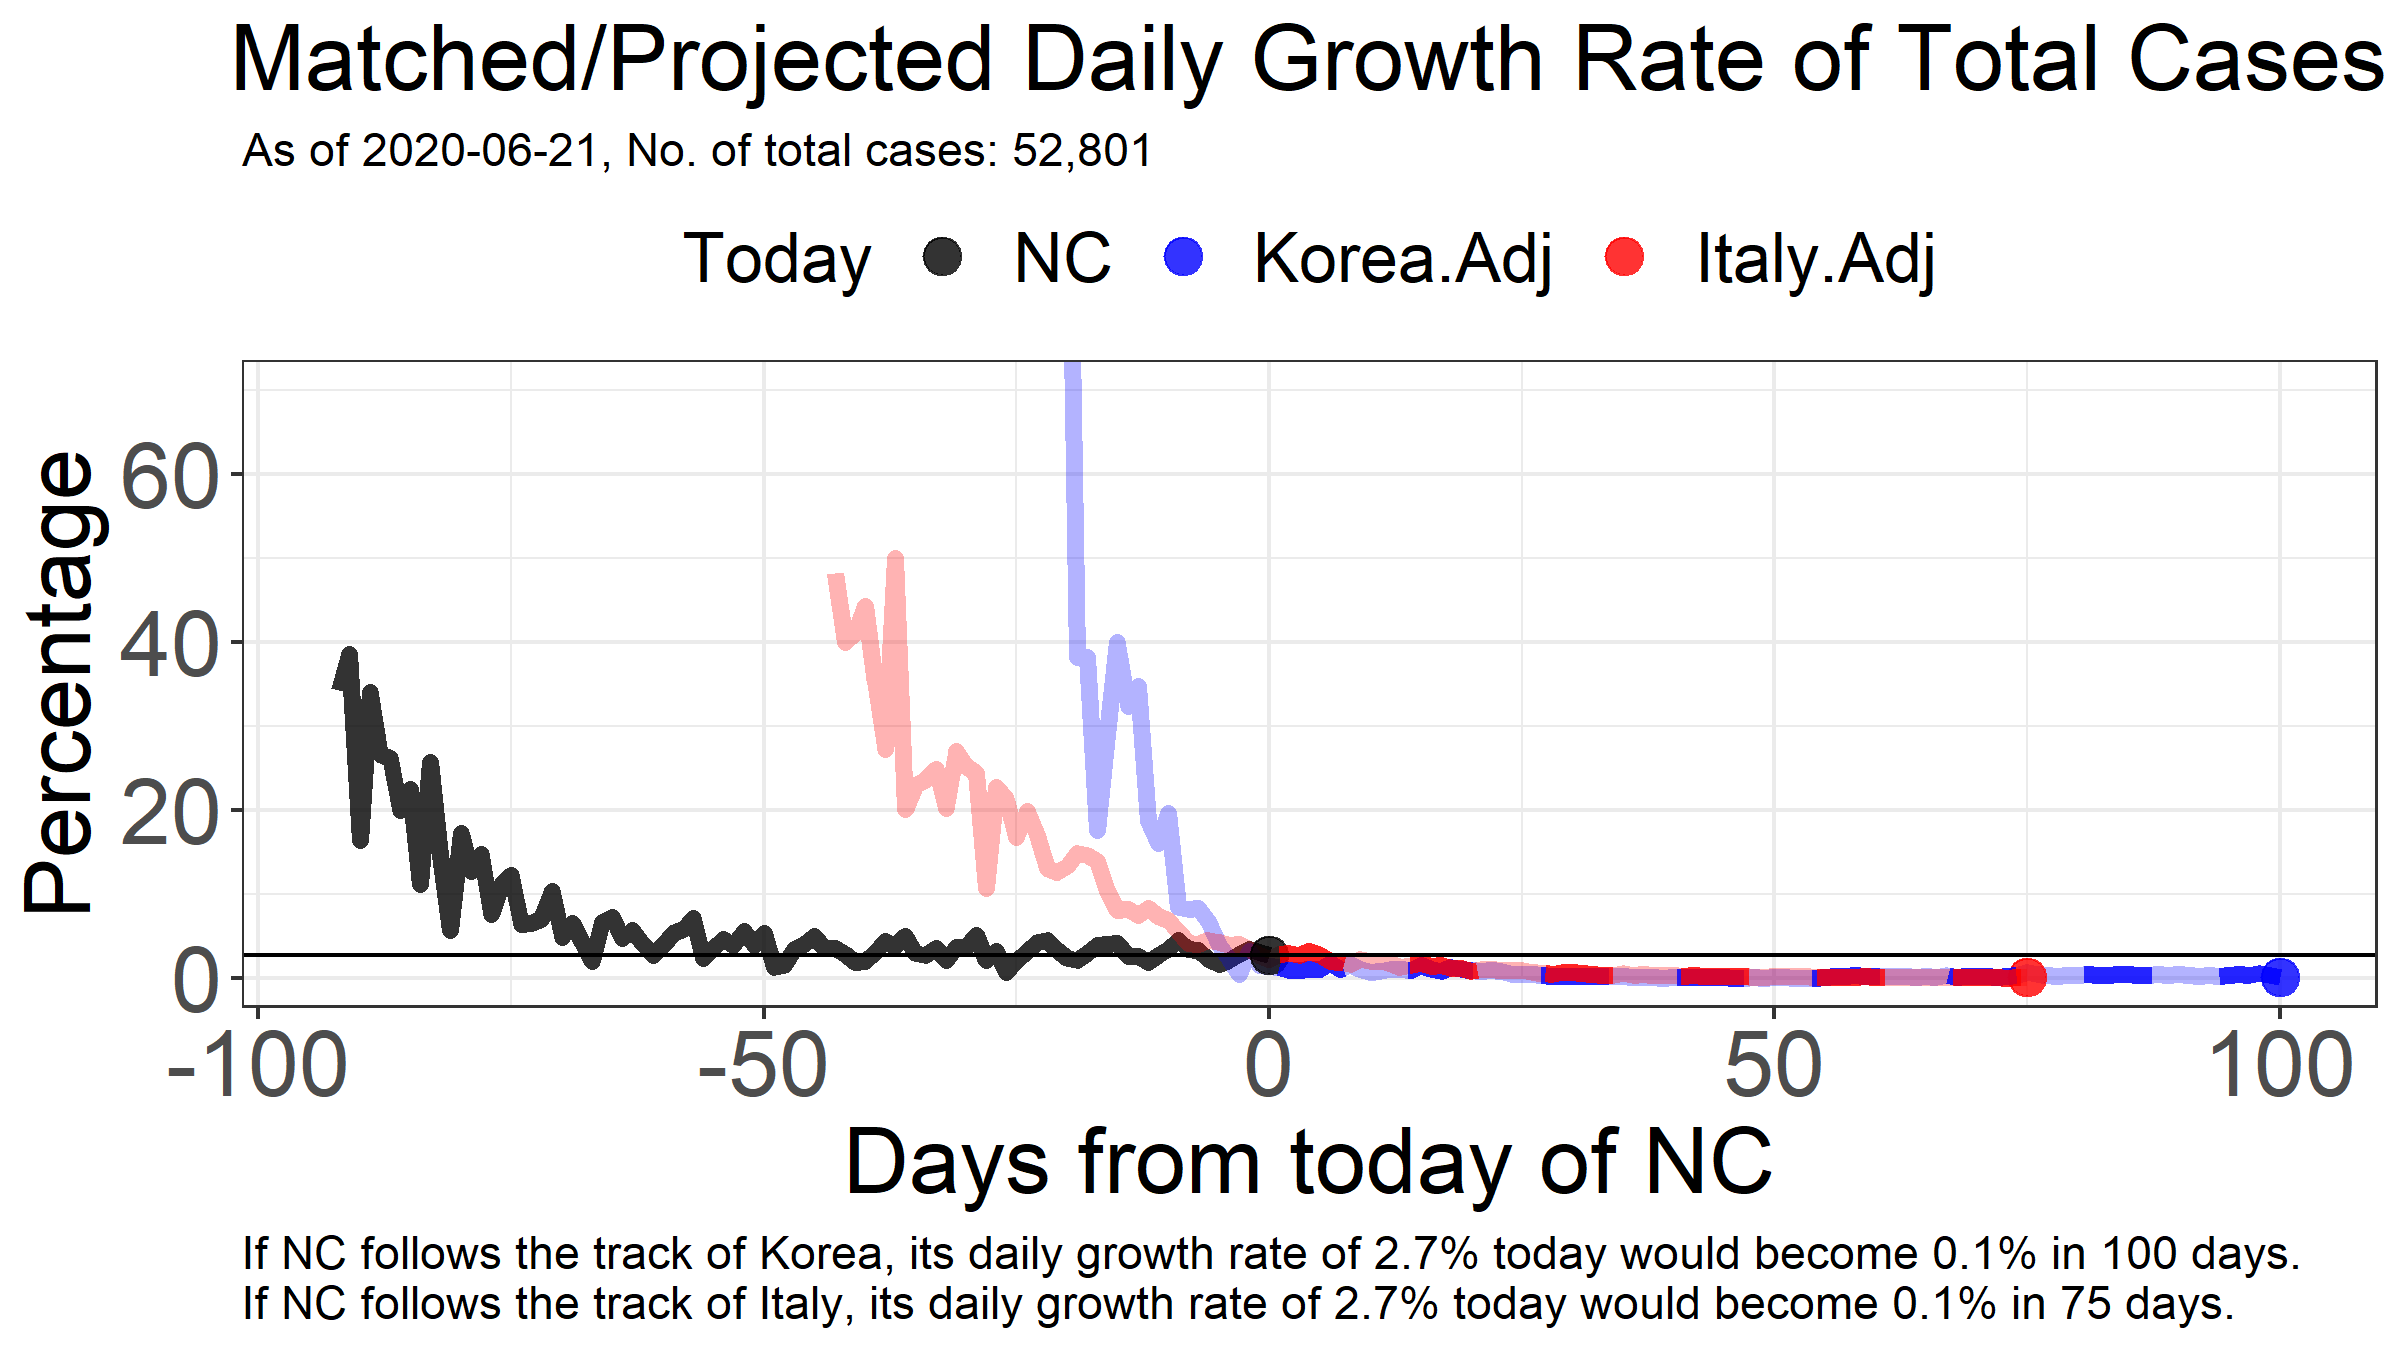 Matched/Projected Daily Growth Rate of Total Cases
As of 2020-06-21, No. of total cases: 52,801
Today NC Korea.Adj Italy.Adj
Percentage
60
40
20
0
-100 -50 0 50 100
Days from today of NC
If NC follows the track of Korea, its daily growth rate of 2.7% today would become 0.1% in 100 days.
If NC follows the track of Italy, its daily growth rate of 2.7% today would become 0.1% in 75 days.